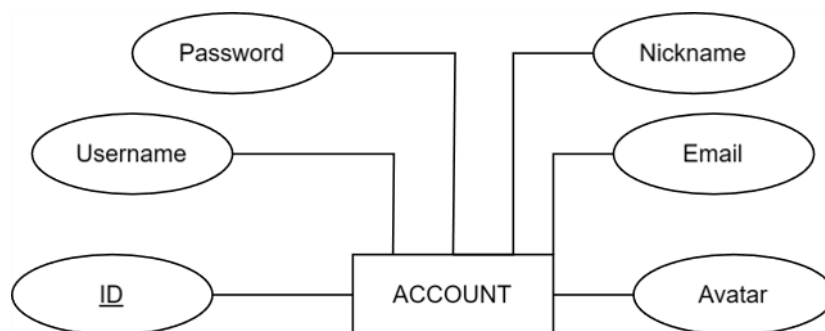 Password
Nickname
Username
Email
ID
ACCOUNT
Avatar